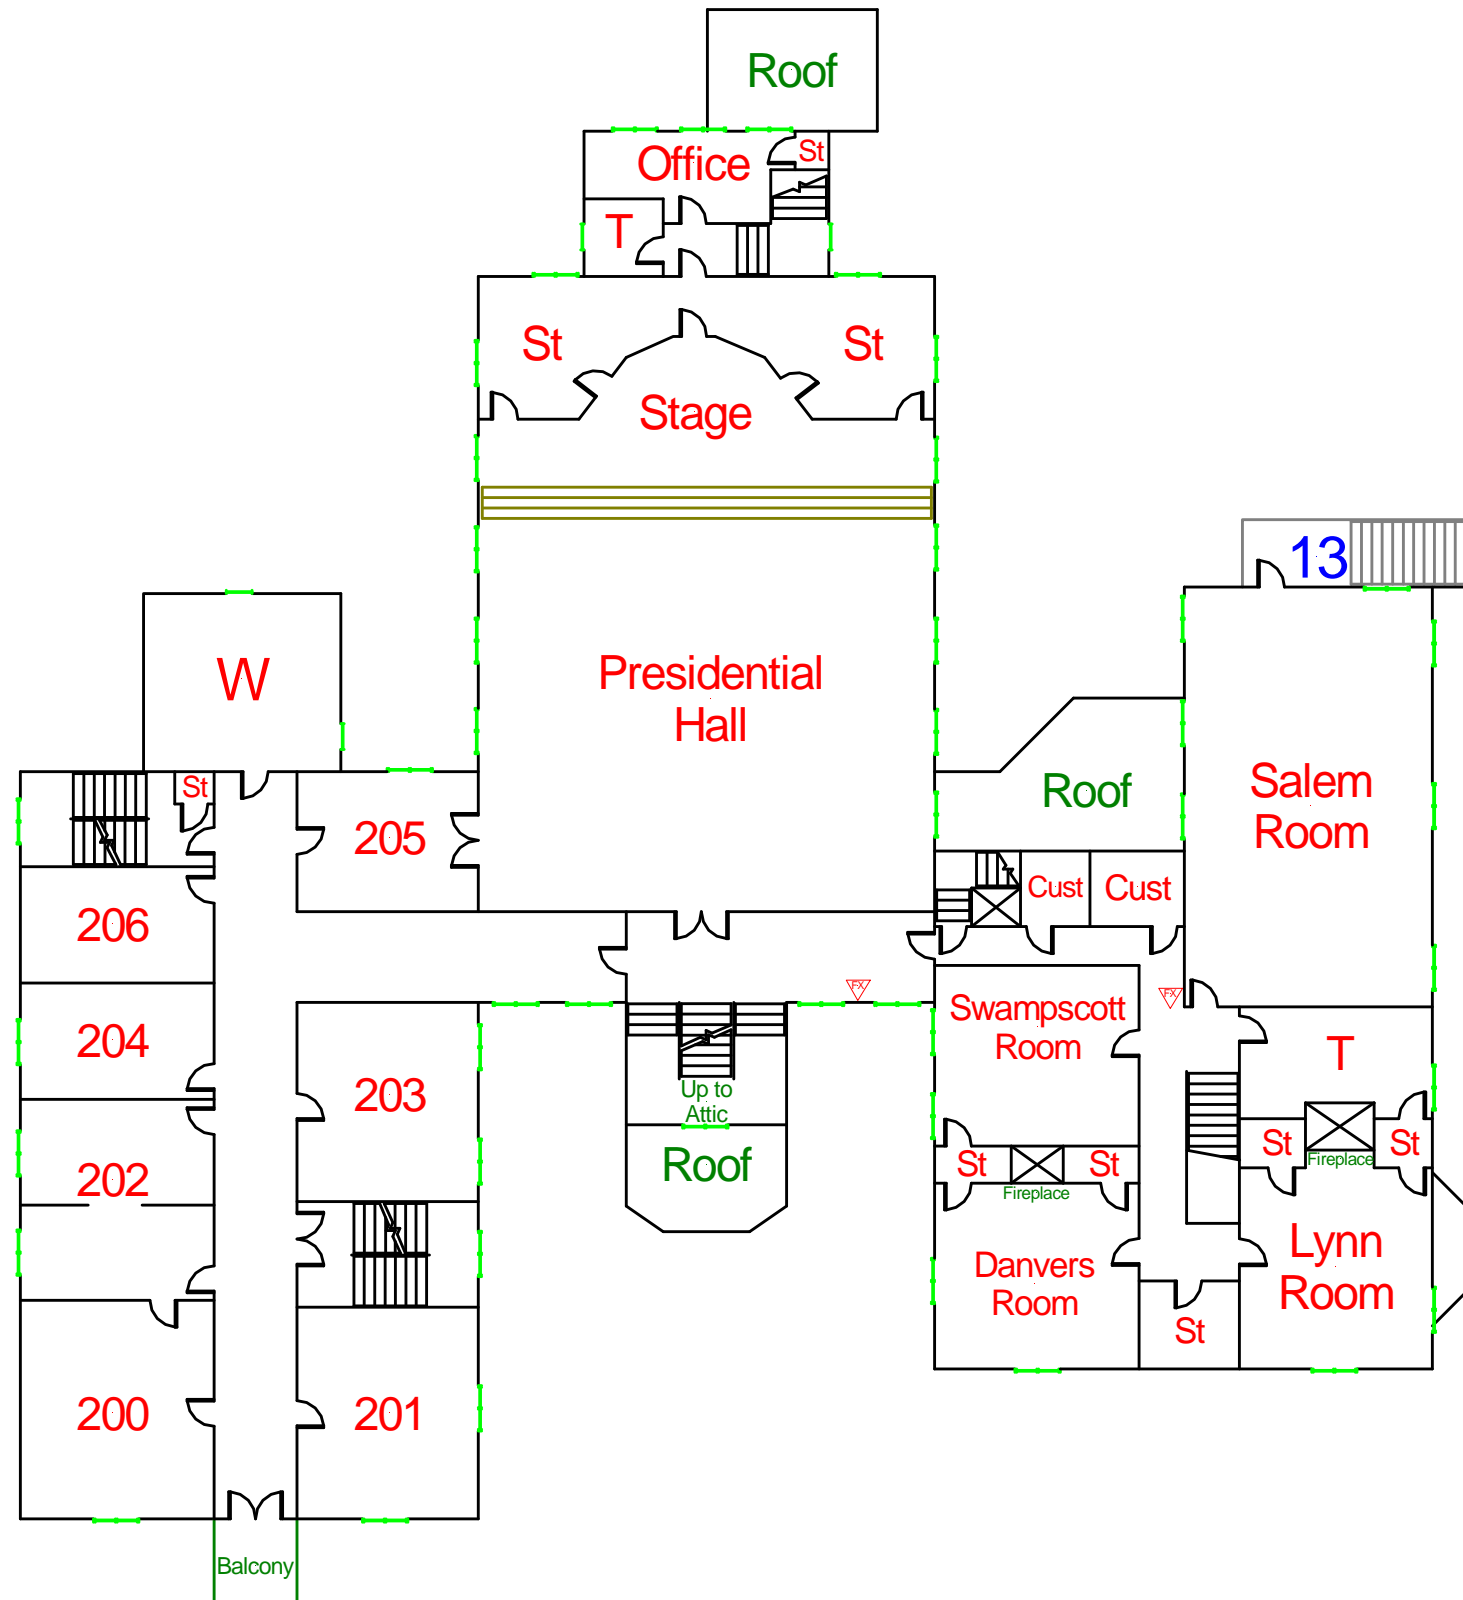 Roof
Office
St
T
St
St
Stage
13
Presidential
Hall
W
Salem
Room
St
Roof
205
Cust
Cust
206
FX
FX
Swampscott
Room
204
T
203
Up to
Attic
202
St
St
St
St
Roof
Fireplace
Fireplace
Lynn
Room
Danvers
Room
St
200
201
Balcony